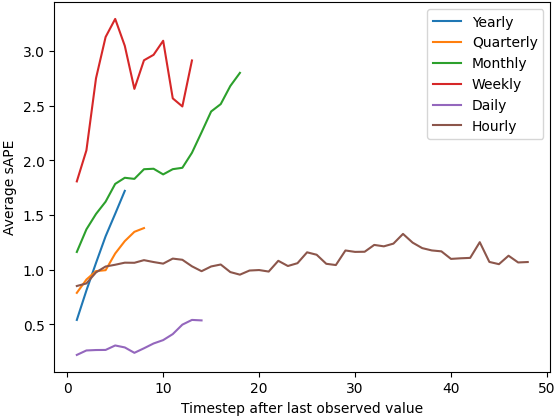 Yearly
Quarterly
Monthly
Weekly
Daily
Hourly
Average sAPE
3.0
2.5
2.0
1.5
1.0
0.5
0 10 20 30 40 50
Timestep after last observed value